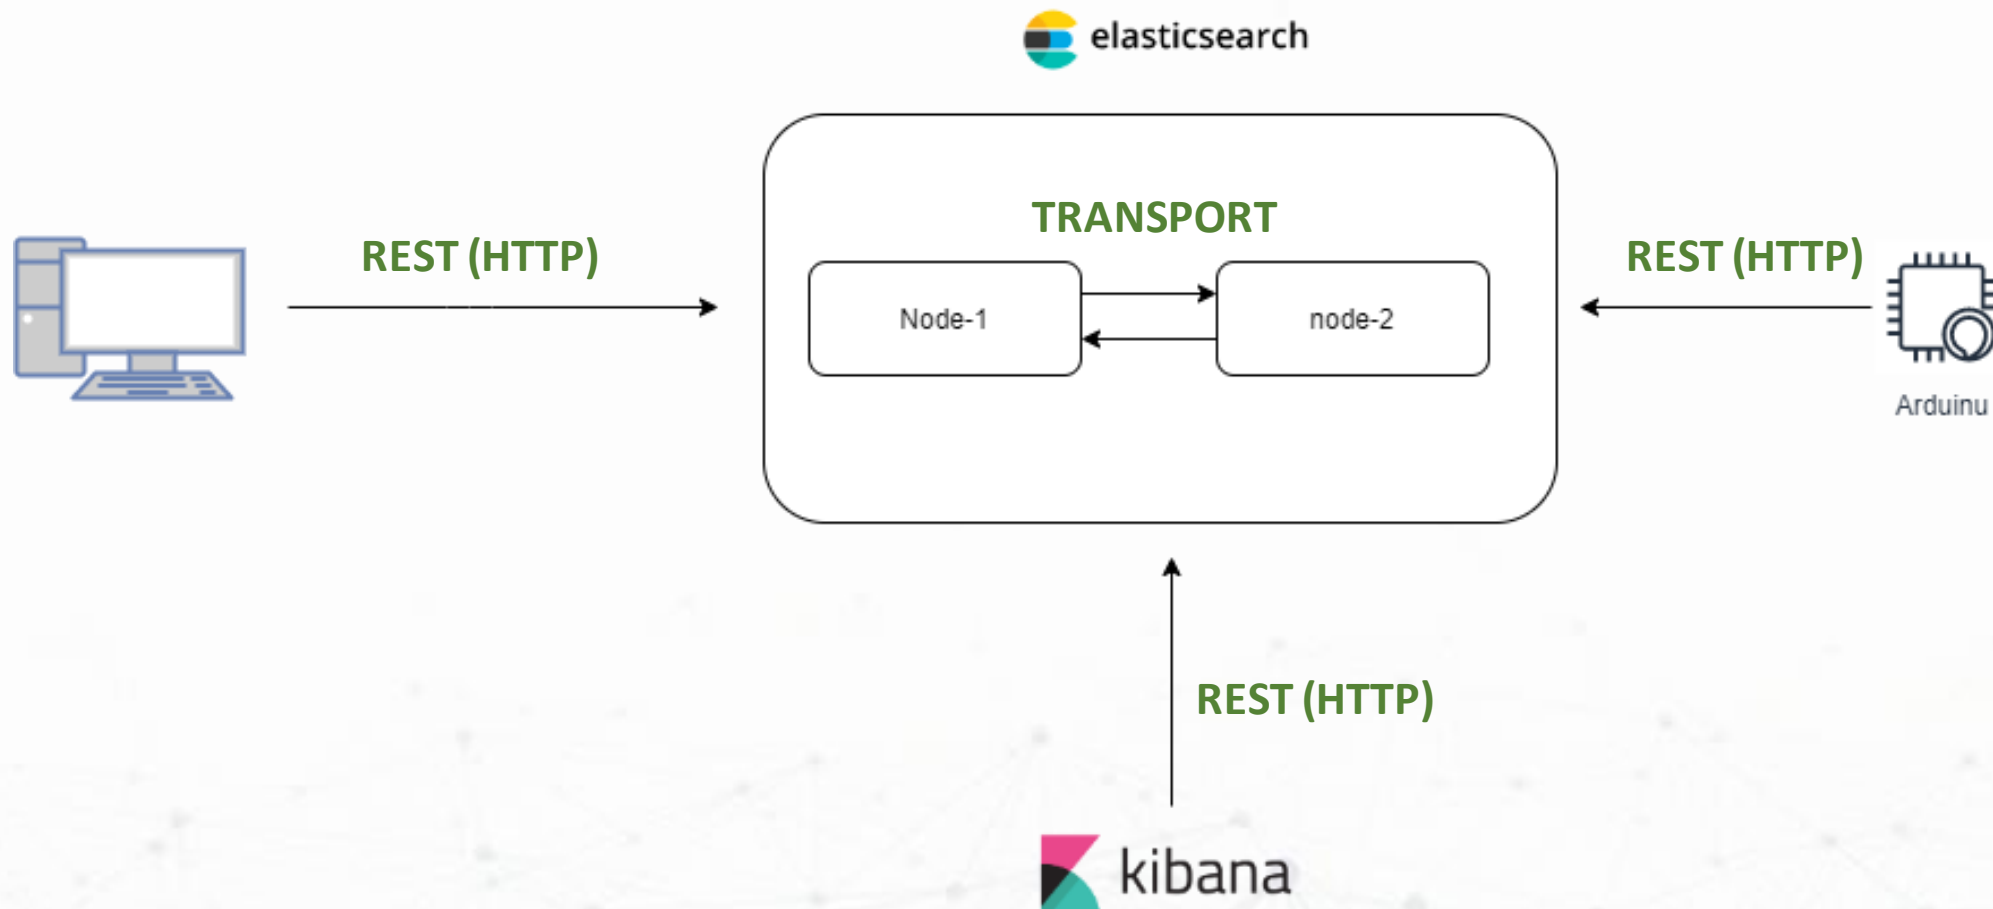 elasticsearch
TRANSPORT
REST (HTTP)
REST (HTTP)
Node-1
node-2
Arduinu
REST (HTTP)
kibana